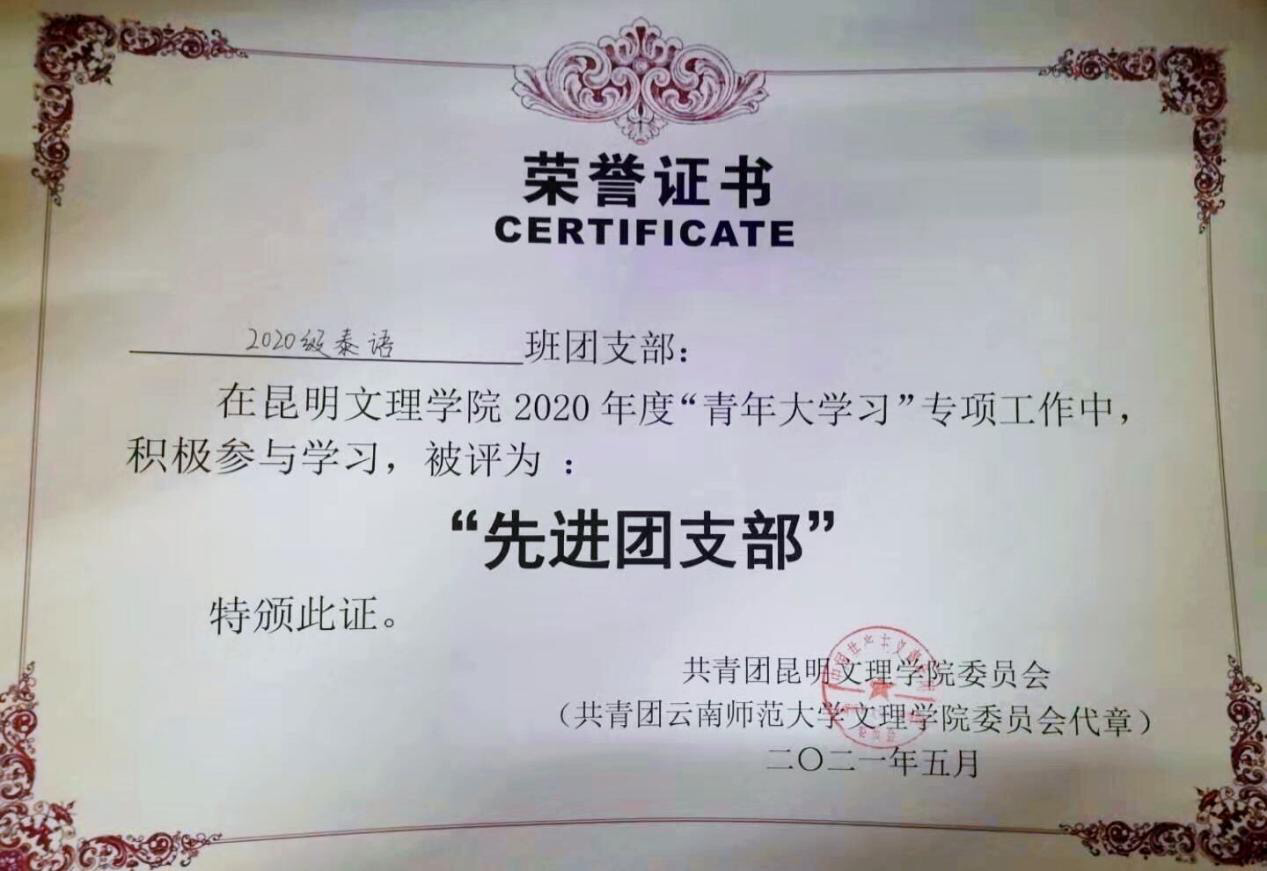 荣誉证书
CERTIFICATE
2020级泰语 班团支部：
在昆明文理学院 2020 年度“青年大学习”专项工作中，
积极参与学习，被评为 ：
“先进团支部”
特颁此证。
共青团昆明文理学院委员会
（共青团云南师范大学文理学院委员会代章）
二〇二一年五月